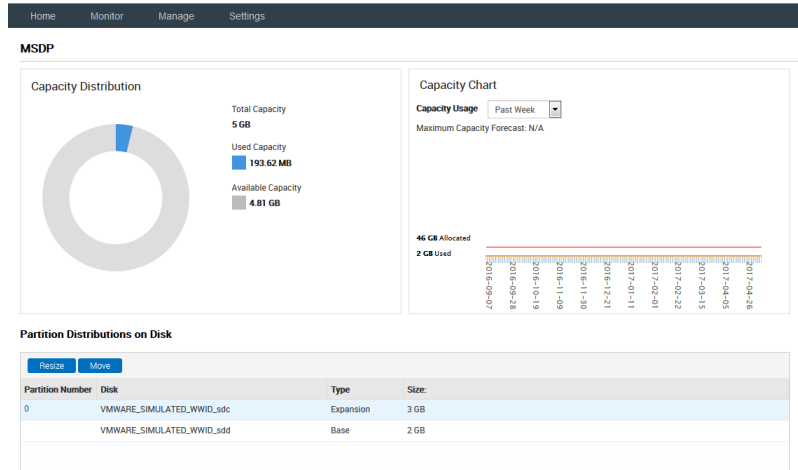 Home Monitor Manage Settings
MSDP
Capacity Distribution
Total Capacity
5 GB
Used Capacity
193.62 MB
Available Capacity
4.81 GB
Capacity Chart
Capacity Usage Past Week
Maximum Capacity Forecast: N/A
46 GB Allocated
2 GB Used
2016-09-07
2016-09-28
2016-10-19
2016-11-09
2016-11-30
2016-12-21
2017-01-11
2017-02-01
2017-02-22
2017-03-15
2017-04-05
2017-04-26
Partition Distributions on Disk
Resize Move
Partition Number Disk Type Size:
0 VMWARE_SIMULATED_WWID_sdc Expansion 3 GB
VMWARE_SIMULATED_WWID_sdd Base 2 GB